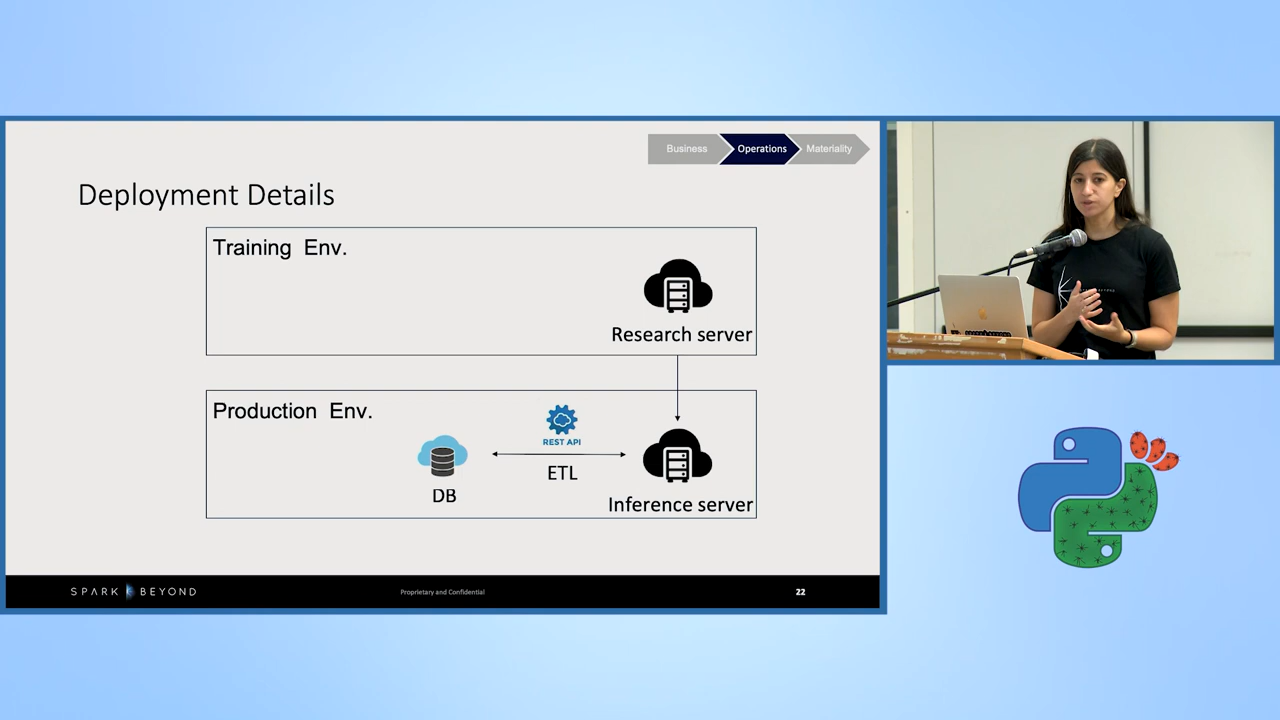 Business
Operations
Materiality
Deployment Details
Training Env.
Research server
Production Env.
REST API
DB
ETL
Inference server
SPARK BEYOND
Proprietary and Confidential
22